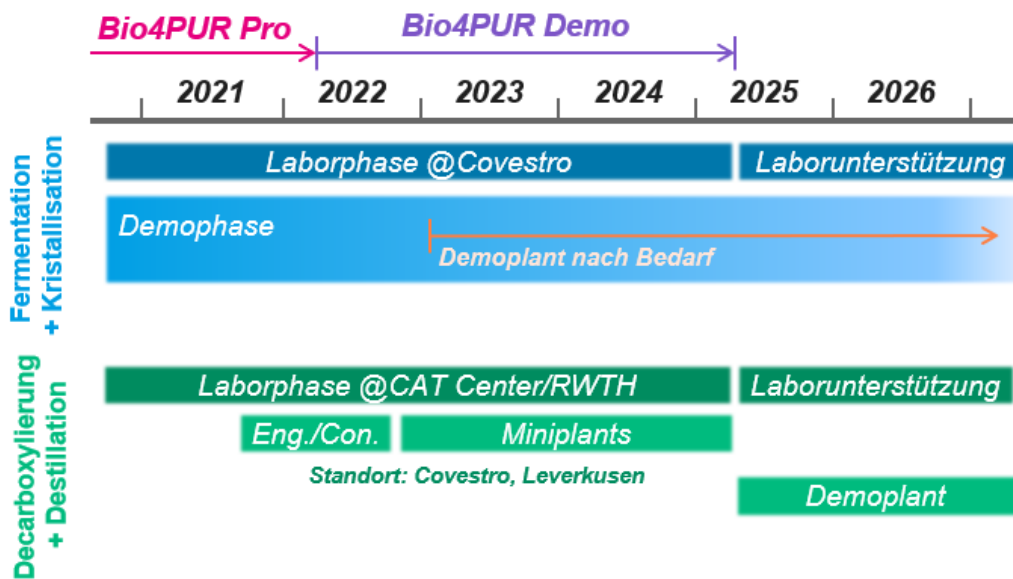 Bio4PUR Pro
Bio4PUR Demo
2021 2022 2023 2024 2025 2026
Fermentation
+ Kristallisation
Laborphase @Covestro
Laborunterstützung
Demophase
Demoplant nach Bedarf
Decarboxylierung
+ Destillation
Laborphase @CAT Center/RWTH
Laborunterstützung
Eng./Con.
Miniplants
Standort: Covestro, Leverkusen
Demoplant